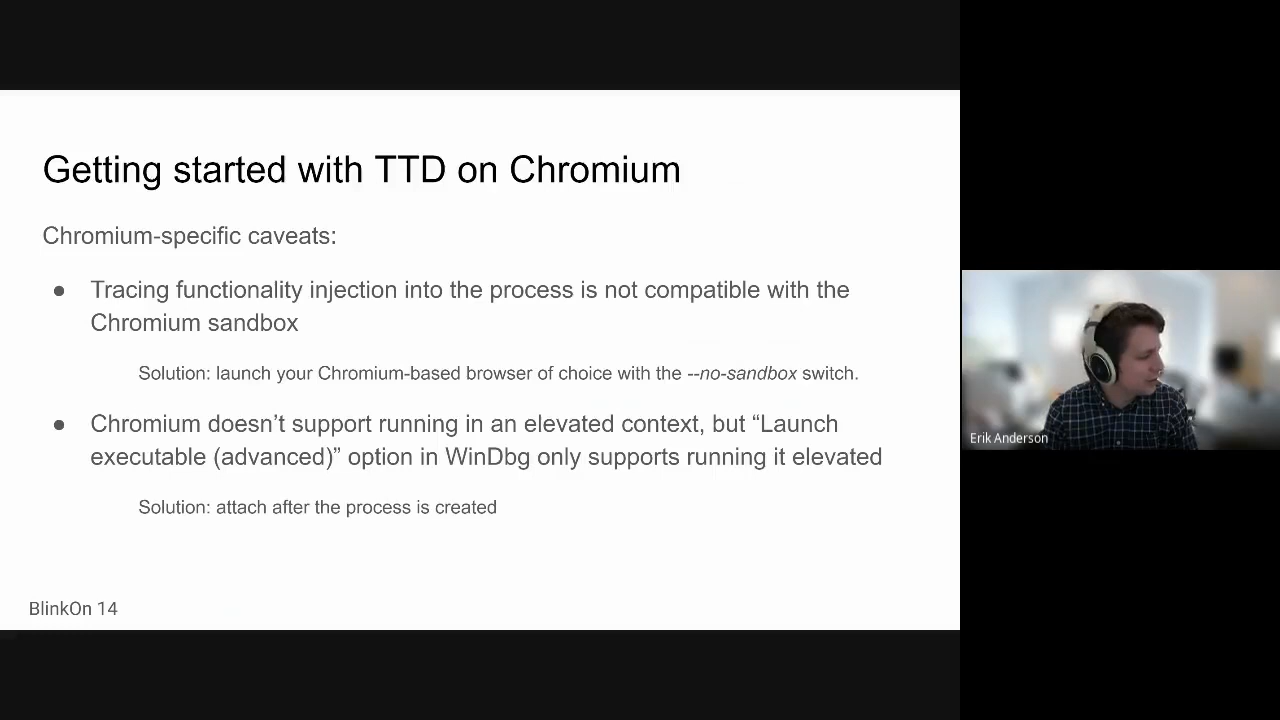 Getting started with TTD on Chromium
Chromium-specific caveats:
● Tracing functionality injection into the process is not compatible with the
Chromium sandbox
Solution: launch your Chromium-based browser of choice with the --no-sandbox switch.
● Chromium doesn’t support running in an elevated context, but “Launch
executable (advanced)” option in WinDbg only supports running it elevated
Solution: attach after the process is created
BlinkOn 14
Erik Anderson